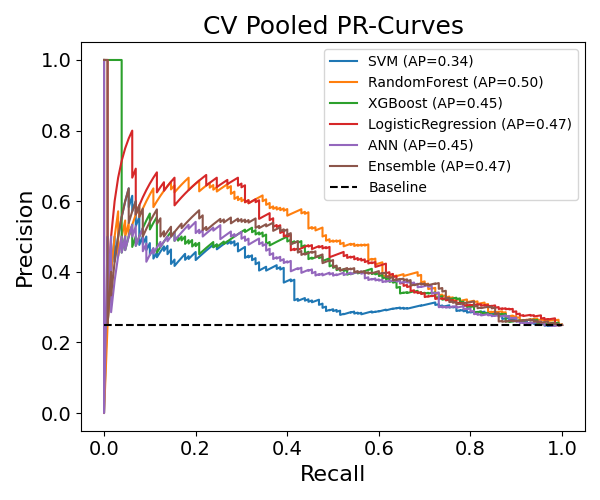 CV Pooled PR-Curves
SVM (AP=0.34)
RandomForest (AP=0.50)
XGBoost (AP=0.45)
LogisticRegression (AP=0.47)
ANN (AP=0.45)
Ensemble (AP=0.47)
Baseline
Precision
1.0
0.8
0.6
0.4
0.2
0.0
0.0 0.2 0.4 0.6 0.8 1.0
Recall